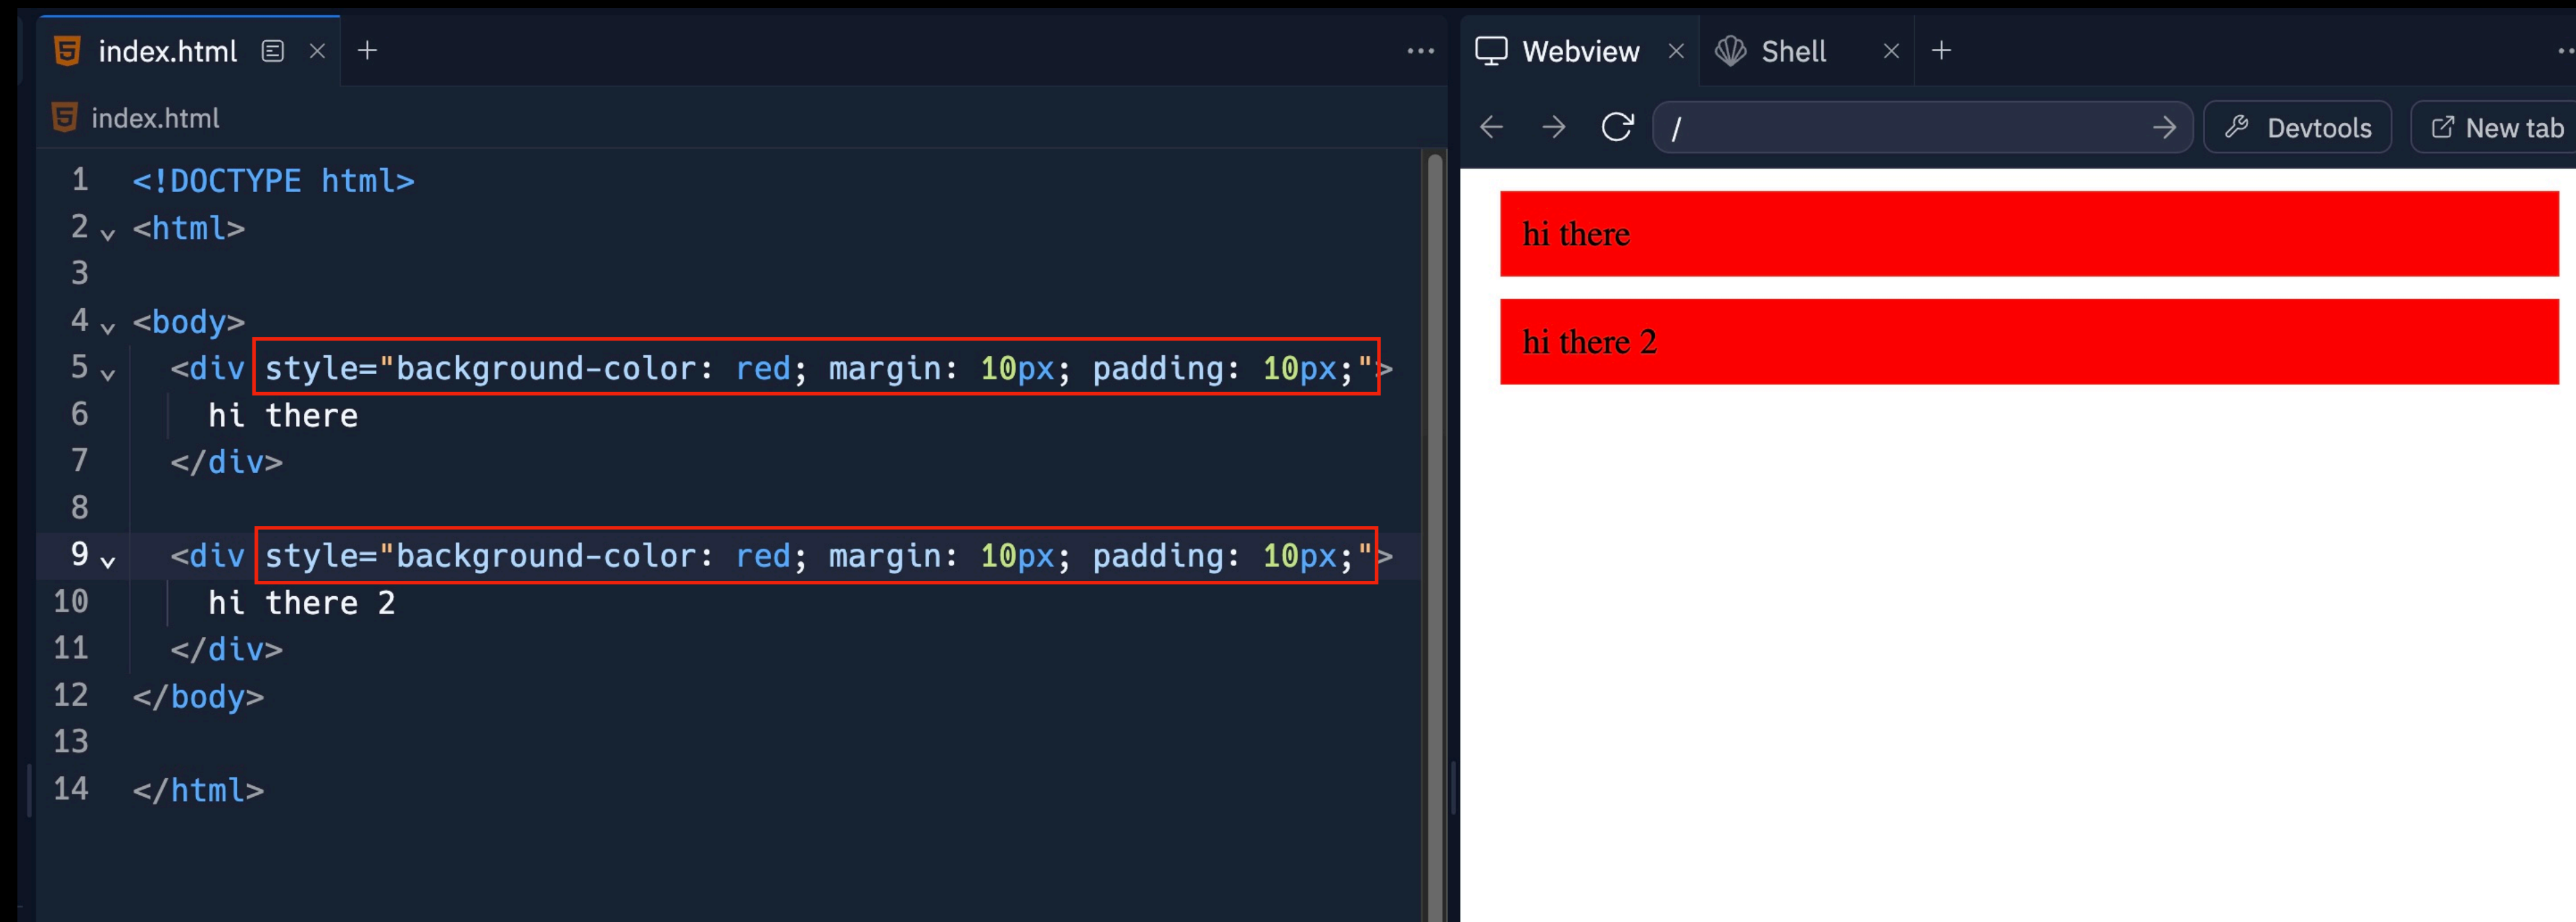 index.html
Webview
Shell
index.html
/
Devtools
New tab
1 <!DOCTYPE html>
2 <html>
3
4 <body>
5 <div style="background-color: red; margin: 10px; padding: 10px;">
6 hi there
7 </div>
8
9 <div style="background-color: red; margin: 10px; padding: 10px;">
10 hi there 2
11 </div>
12 </body>
13
14 </html>
hi there
hi there 2